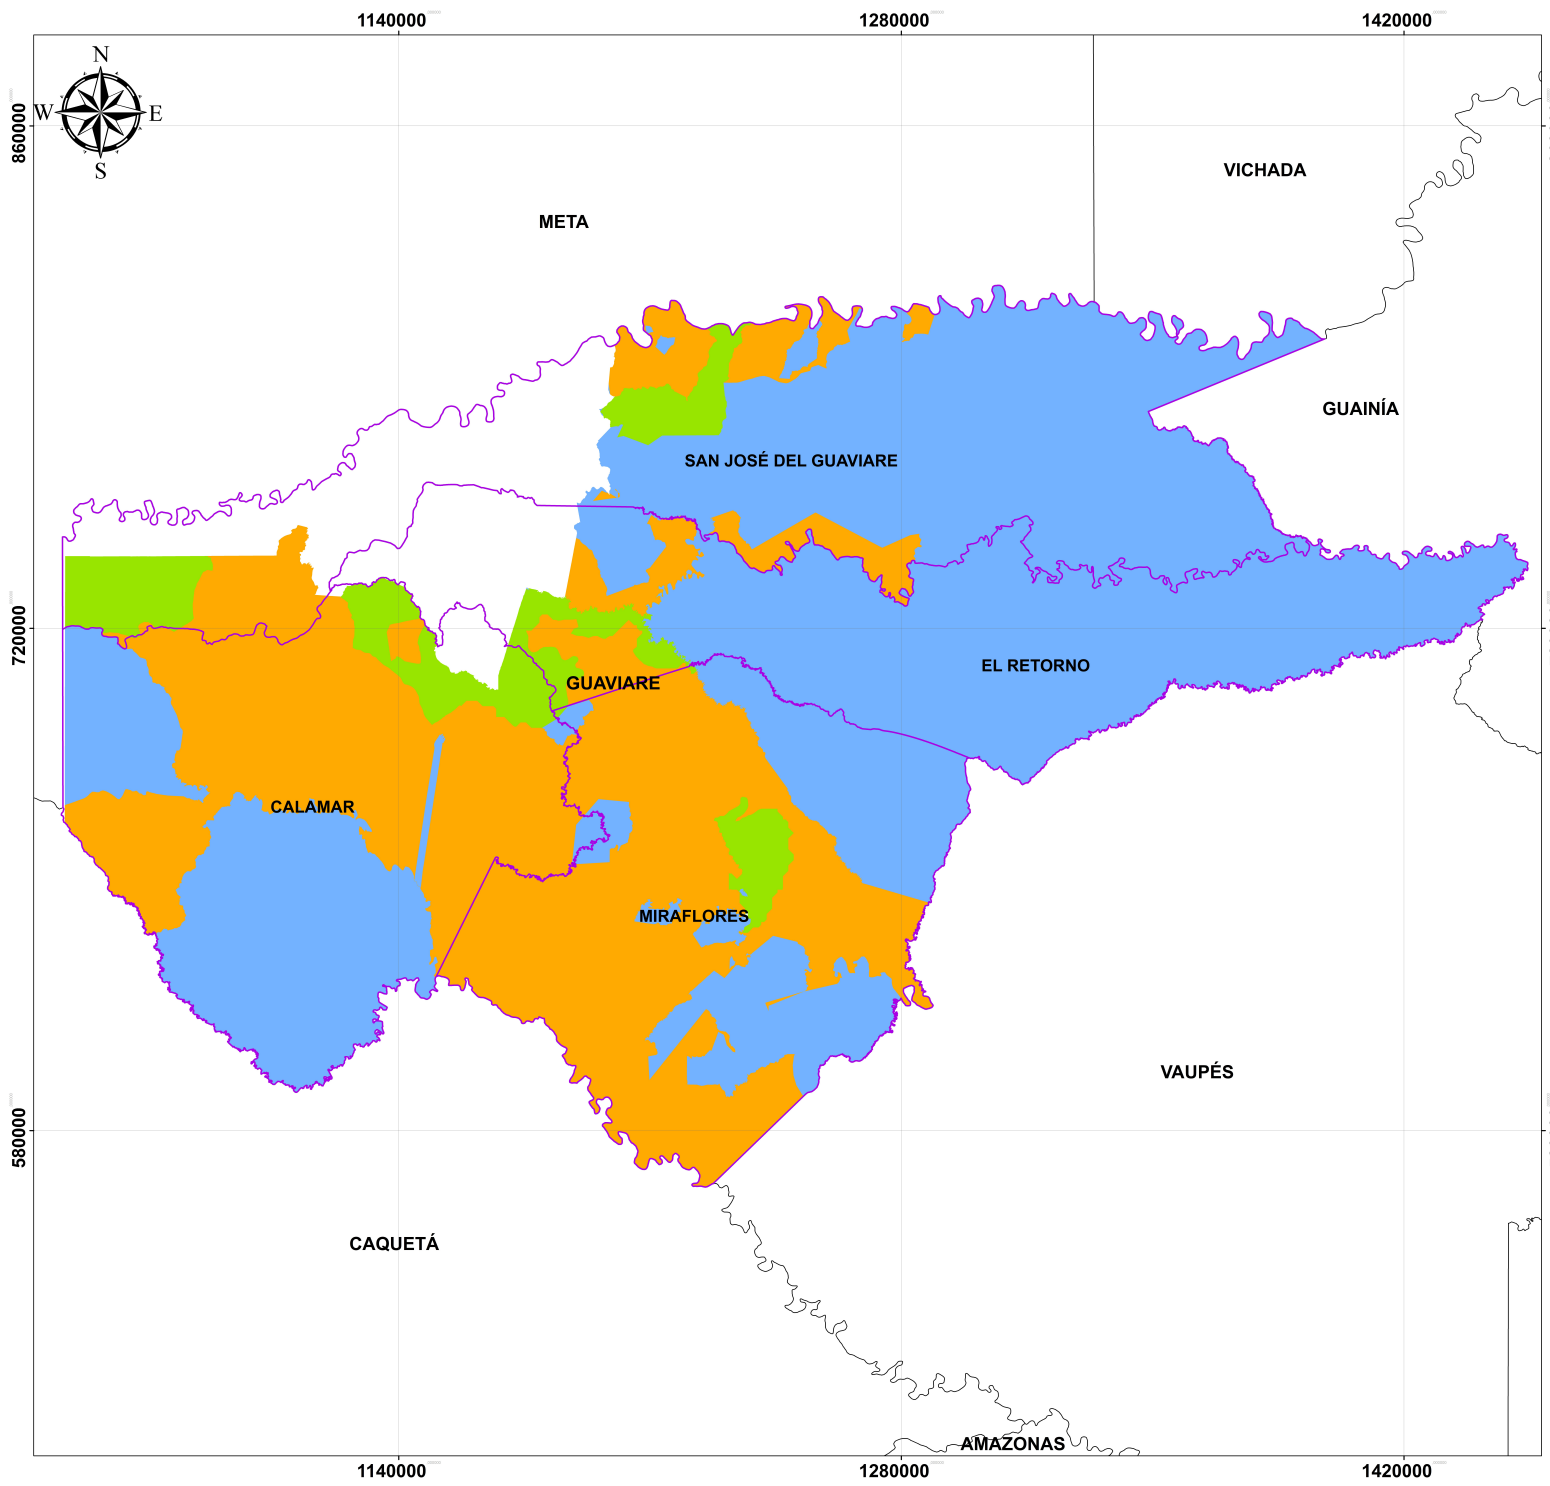 1140000 1280000 1420000
N
W E
S
860000
VICHADA
META
GUAINÍA
SAN JOSÉ DEL GUAVIARE
720000
EL RETORNO
GUAVIARE
CALAMAR
MIRAFLORES
VAUPÉS
580000
CAQUETÁ
AMAZONAS
1140000 1280000 1420000